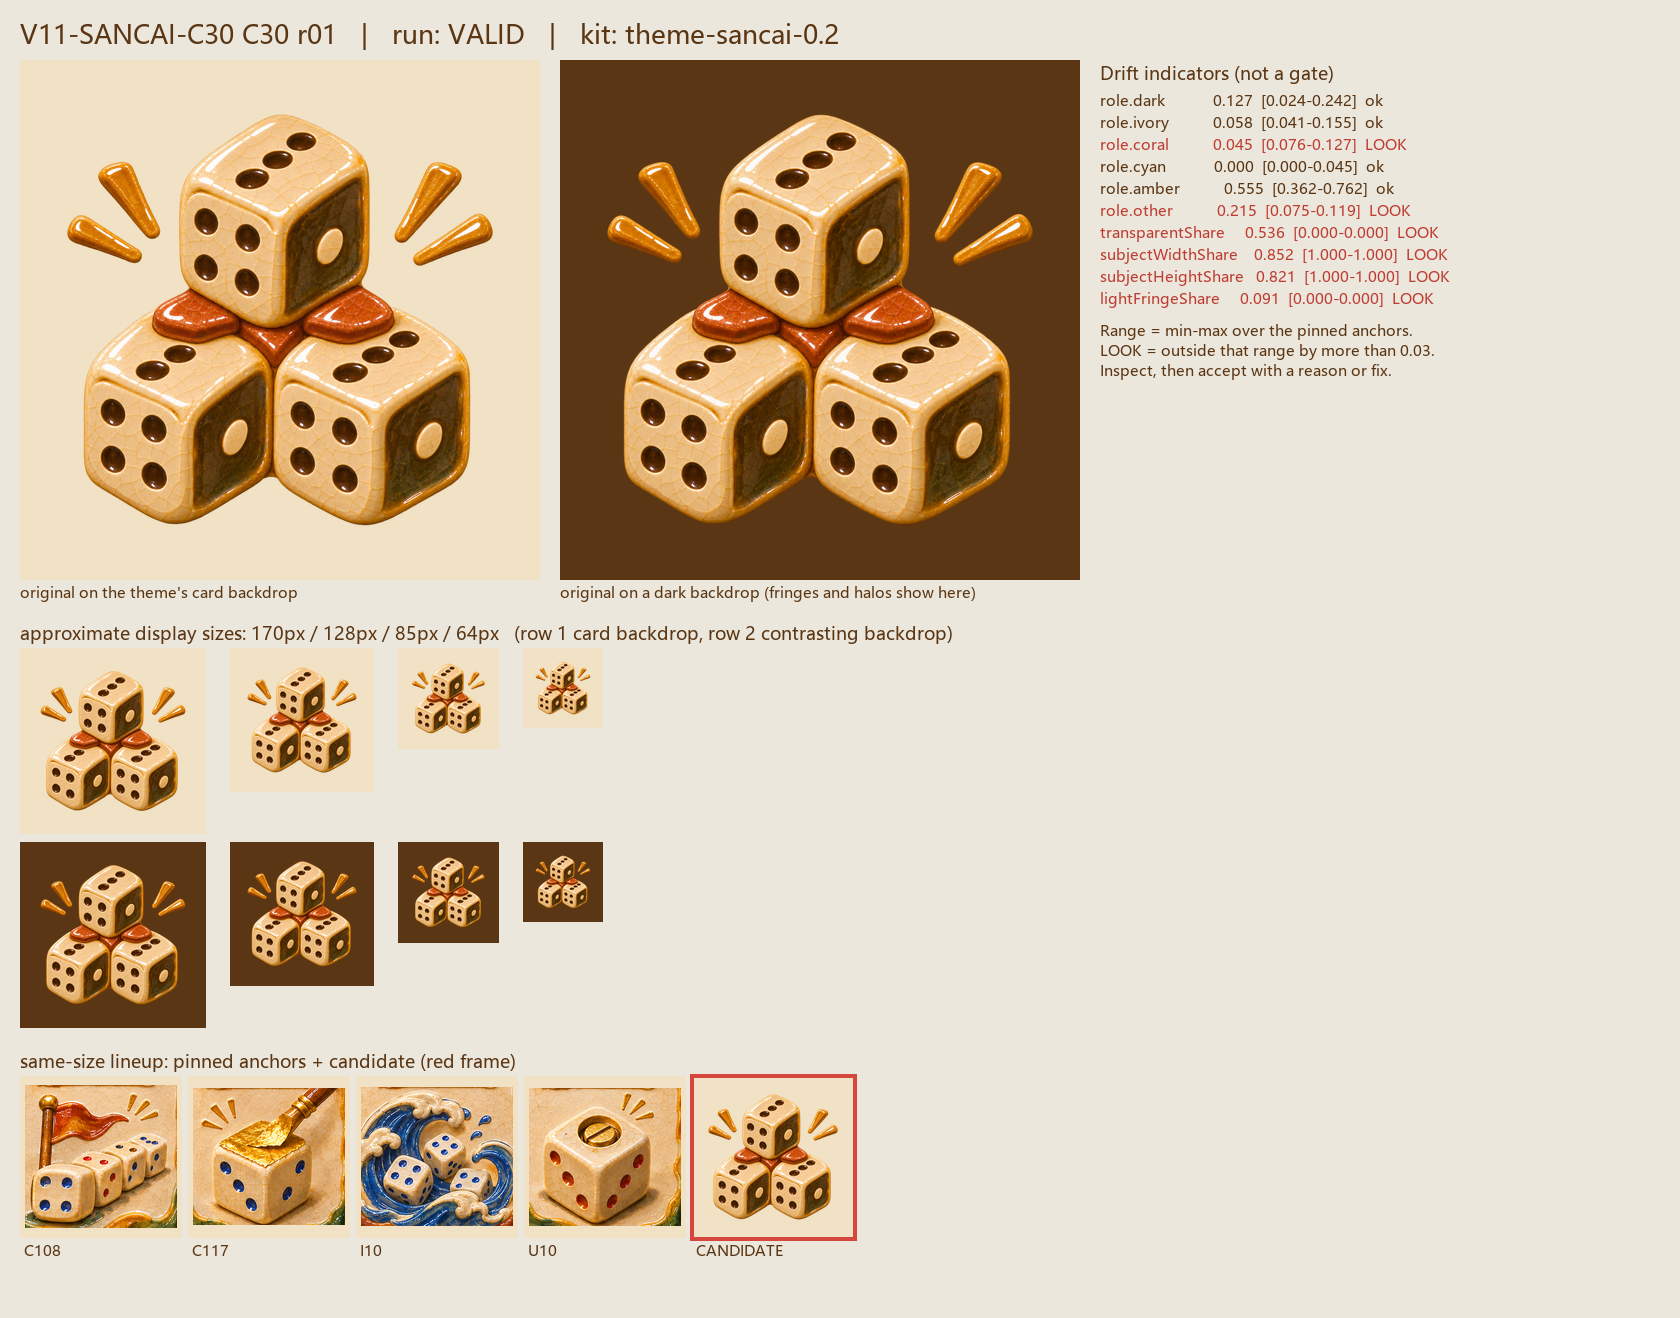 V11-SANCAI-C30 C30 r01 | run: VALID | kit: theme-sancai-0.2
Drift indicators (not a gate)
role.dark 0.127 [0.024-0.242] ok
role.ivory 0.058 [0.041-0.155] ok
role.coral 0.045 [0.076-0.127] LOOK
role.cyan 0.000 [0.000-0.045] ok
role.amber 0.555 [0.362-0.762] ok
role.other 0.215 [0.075-0.119] LOOK
transparentShare 0.536 [0.000-0.000] LOOK
subjectWidthShare 0.852 [1.000-1.000] LOOK
subjectHeightShare 0.821 [1.000-1.000] LOOK
lightFringeShare 0.091 [0.000-0.000] LOOK
Range = min-max over the pinned anchors.
LOOK = outside that range by more than 0.03.
Inspect, then accept with a reason or fix.
original on the theme's card backdrop
original on a dark backdrop (fringes and halos show here)
approximate display sizes: 170px / 128px / 85px / 64px (row 1 card backdrop, row 2 contrasting backdrop)
same-size lineup: pinned anchors + candidate (red frame)
C108
C117
I10
U10
CANDIDATE